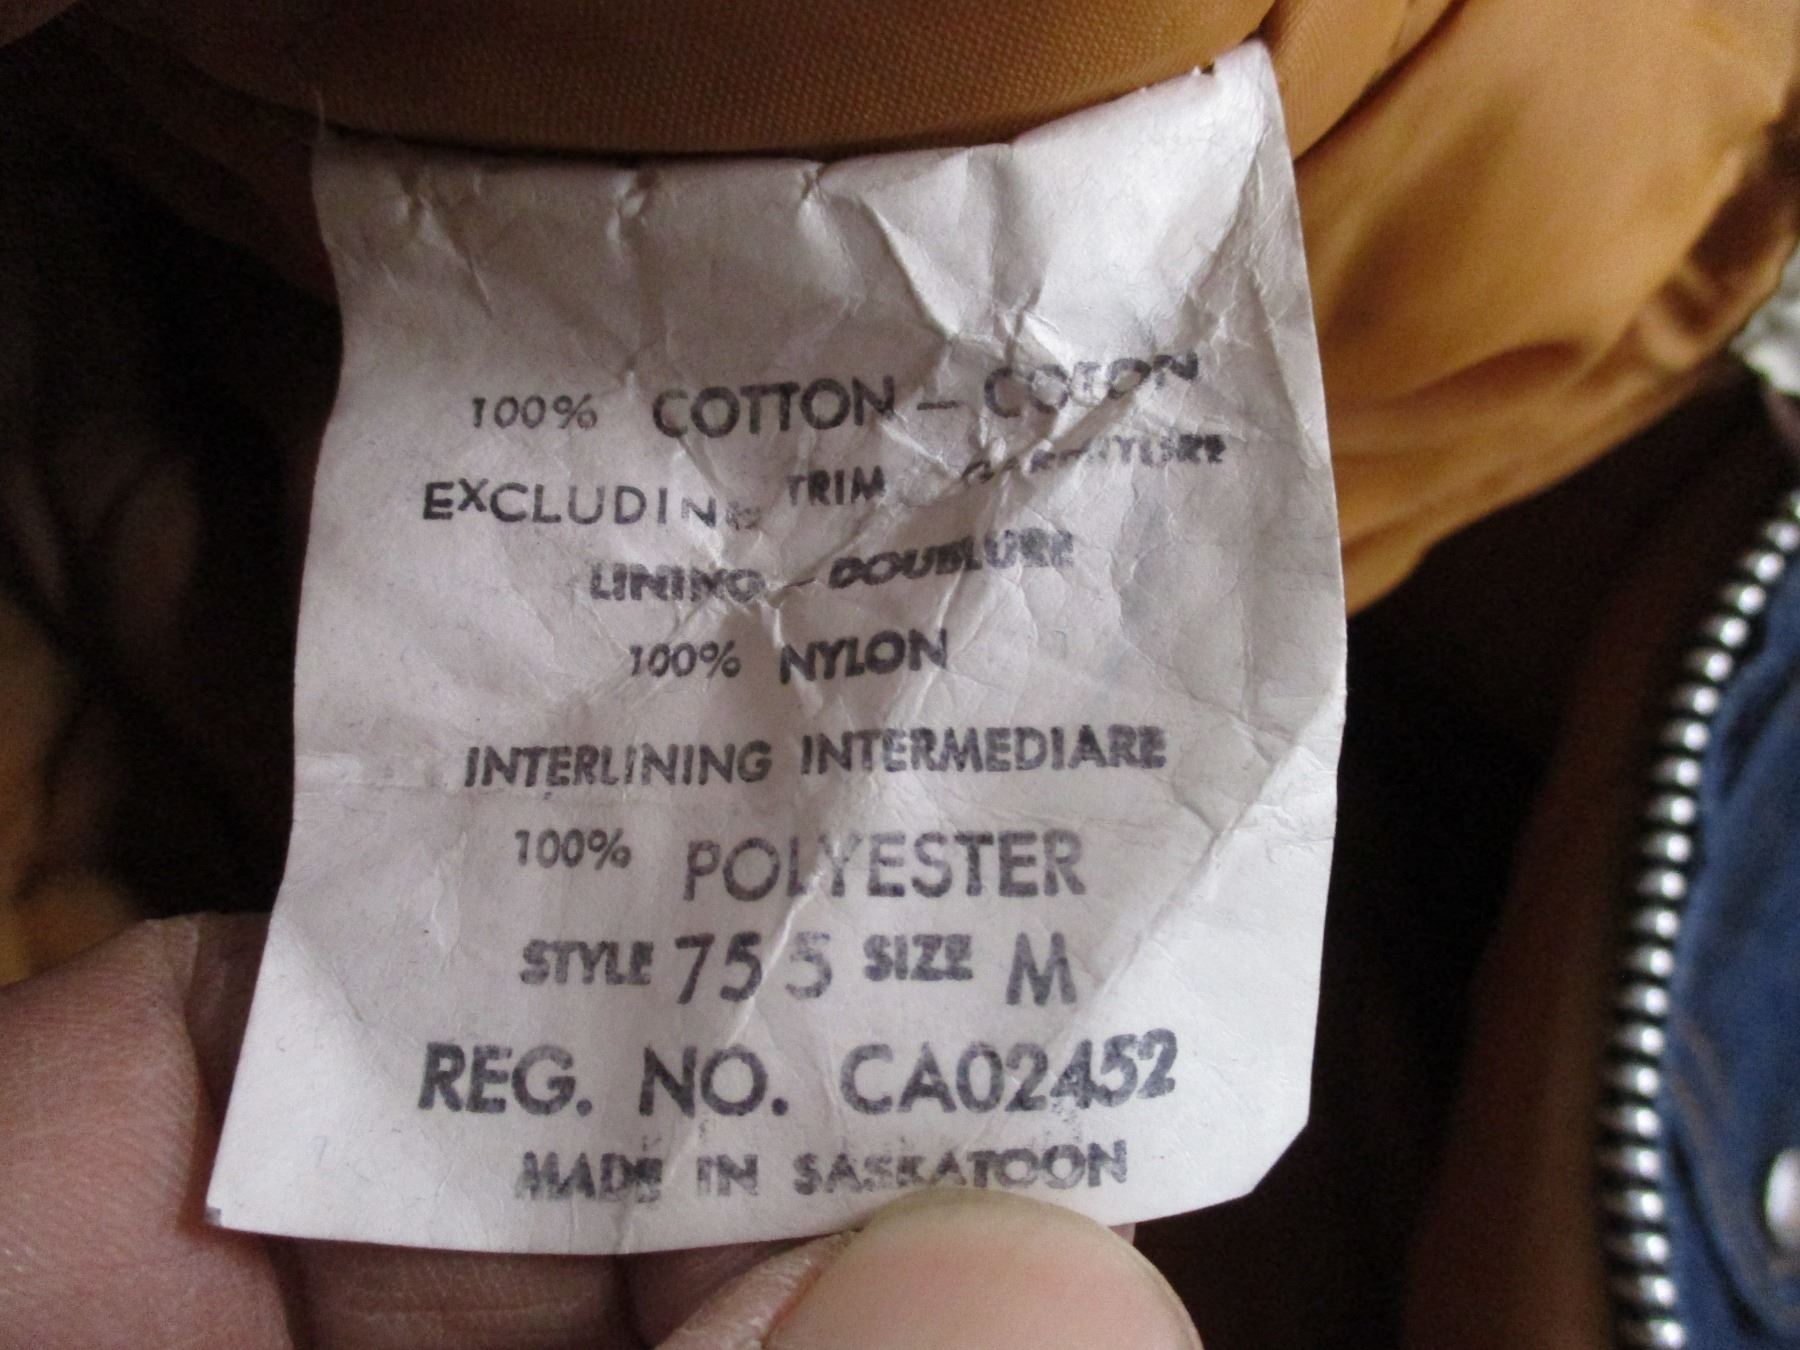 100% COTTON - COTON
EXCLUDING TRIM GARNITURE
LINING - DOUBLURE
100% NYLON
INTERLINING INTERMEDIARE
100% POLYESTER
STYLE 755 SIZE M
REG. NO. CA02452
MADE IN SASKATOON